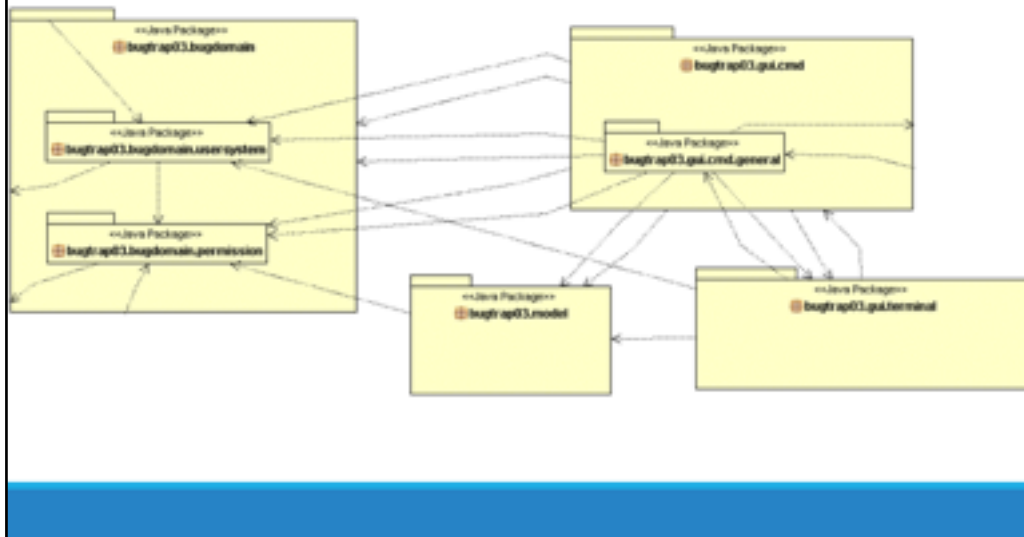 <<Java Package>>
bugtrap03.bugdomain
<<Java Package>>
bugtrap03.bugdomain.usersystem
<<Java Package>>
bugtrap03.bugdomain.permission
<<Java Package>>
bugtrap03.gui.cmd
<<Java Package>>
bugtrap03.gui.cmd.general
<<Java Package>>
bugtrap03.model
<<Java Package>>
bugtrap03.gui.terminal